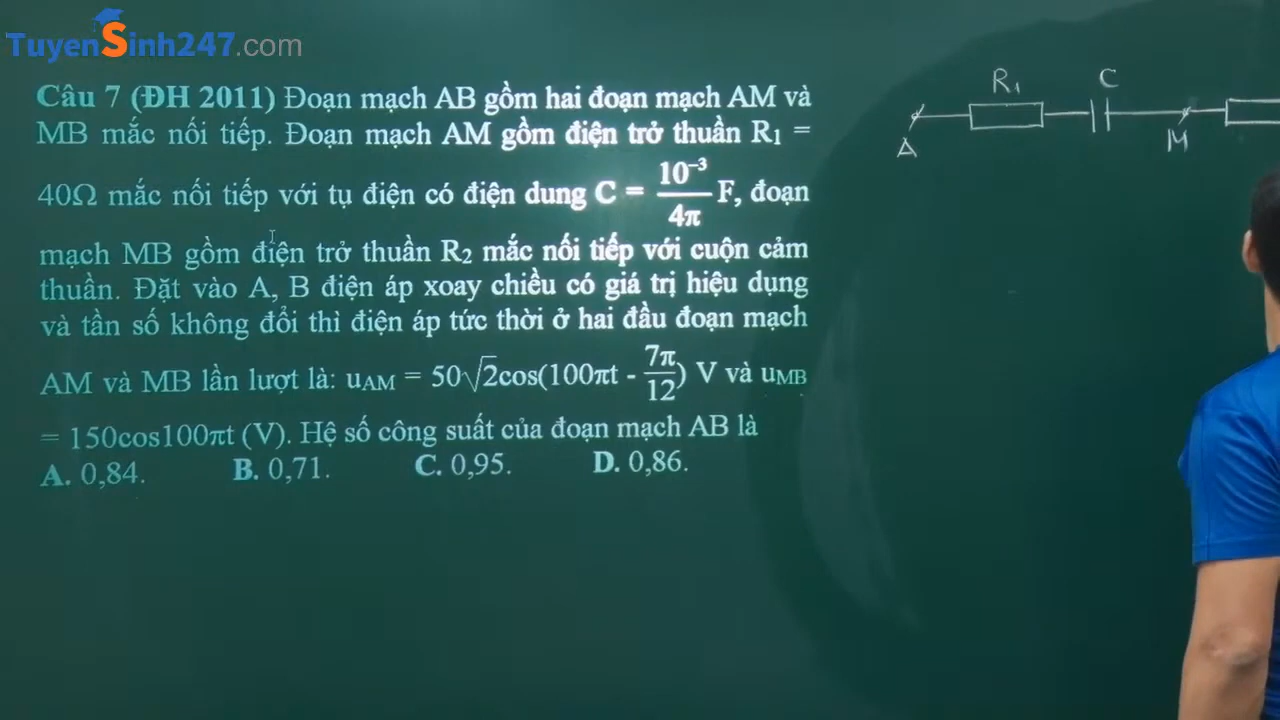 TuyenSinh247.com
Câu 7 (ĐH 2011) Đoạn mạch AB gồm hai đoạn mạch AM và
MB mắc nối tiếp. Đoạn mạch AM gồm điện trở thuần R₁ =
40Ω mắc nối tiếp với tụ điện có điện dung C = 10⁻³/4π F, đoạn
mạch MB gồm điện trở thuần R₂ mắc nối tiếp với cuộn cảm
thuần. Đặt vào A, B điện áp xoay chiều có giá trị hiệu dụng
và tần số không đổi thì điện áp tức thời ở hai đầu đoạn mạch
AM và MB lần lượt là: uAM = 50√2cos(100πt - 7π/12) V và uMB
= 150cos100πt (V). Hệ số công suất của đoạn mạch AB là
A. 0,84. B. 0,71. C. 0,95. D. 0,86.
R₁ C
A M